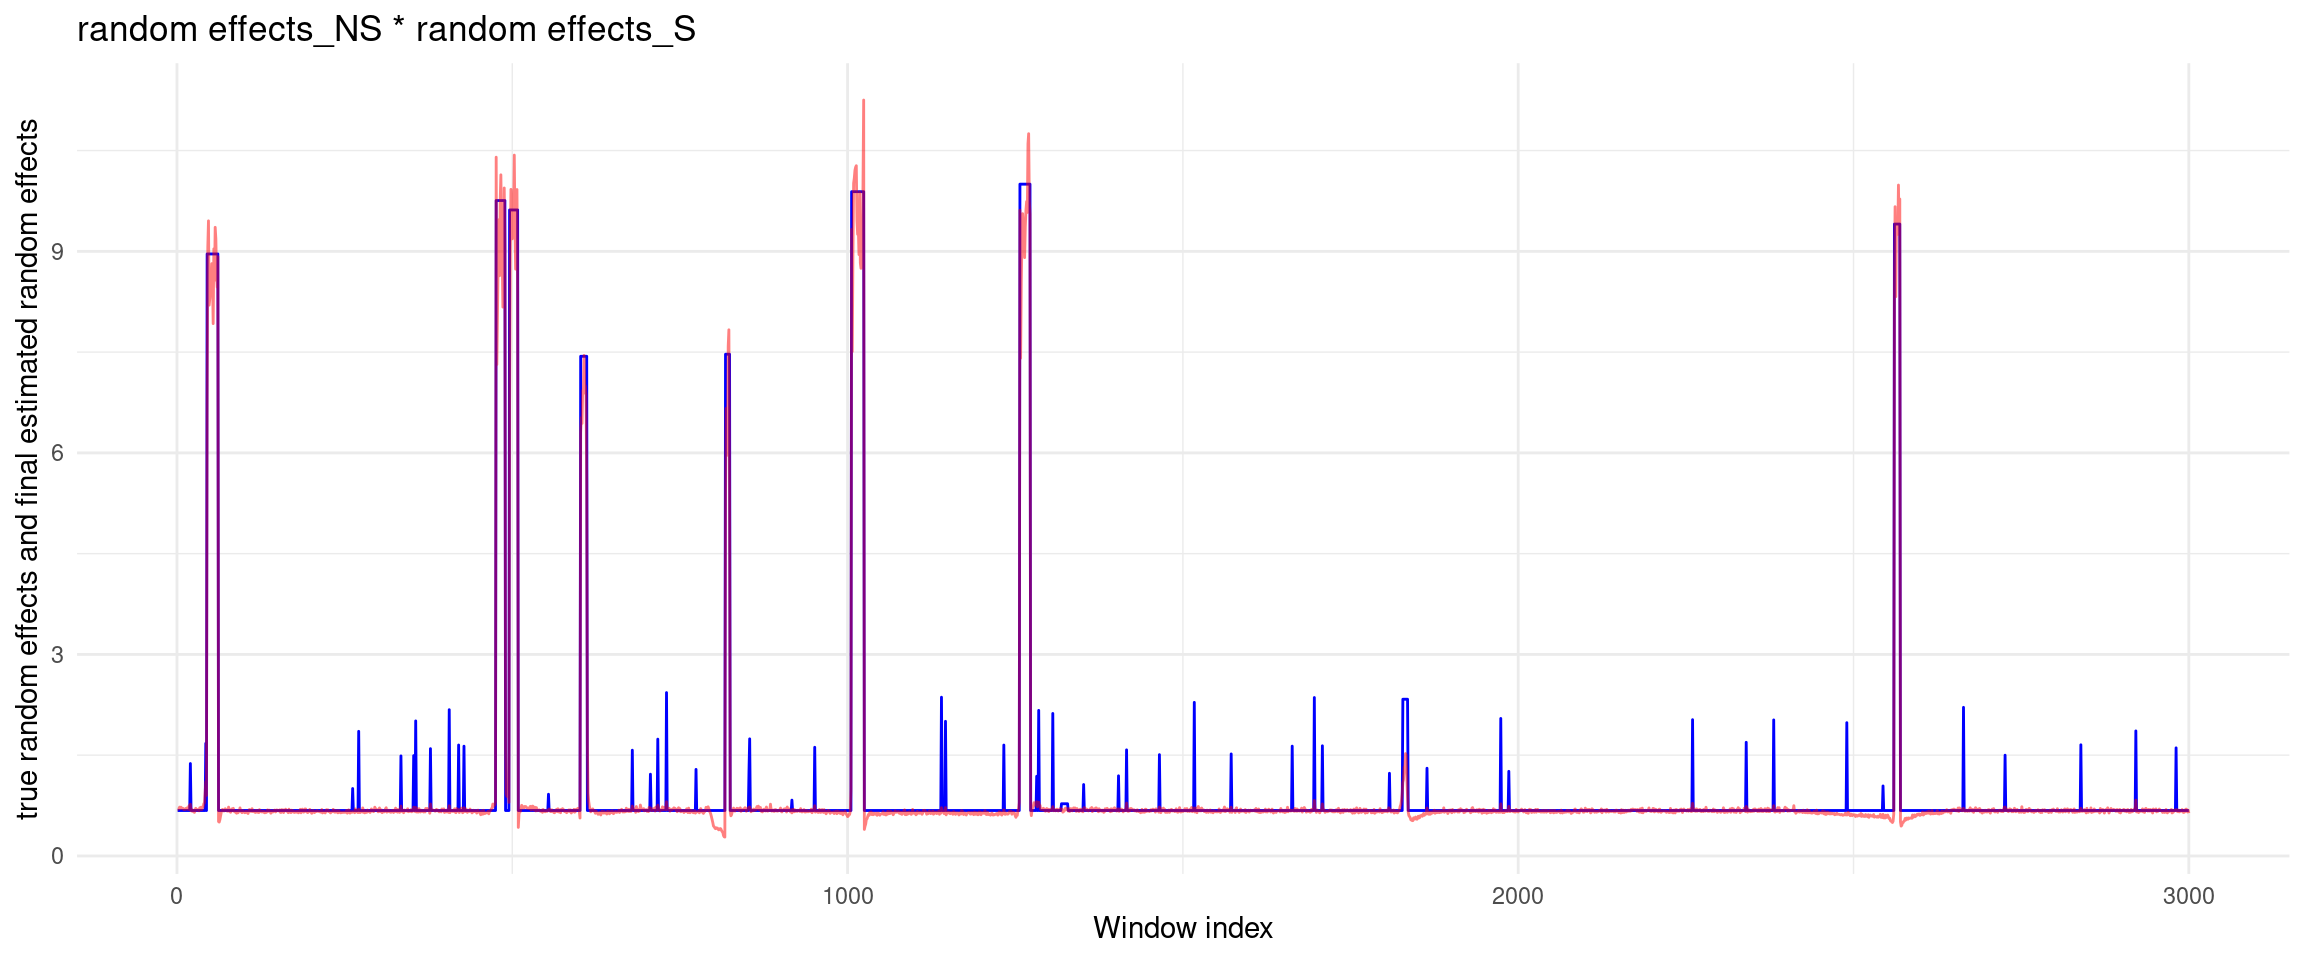 random effects_NS * random effects_S
true random effects and final estimated random effects
9
6
3
0
0 1000 2000 3000
Window index